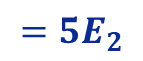 = 5E₂